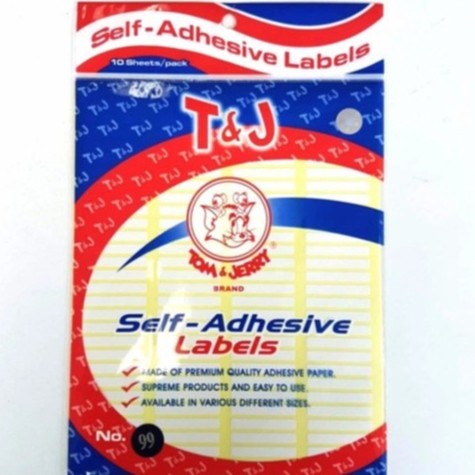 Self-Adhesive Labels
10 Sheets/pack
T&J
TOM & JERRY
®
BRAND
Self-Adhesive
Labels
MADE OF PREMIUM QUALITY ADHESIVE PAPER.
SUPREME PRODUCTS AND EASY TO USE.
AVAILABLE IN VARIOUS DIFFERENT SIZES.
No. 99